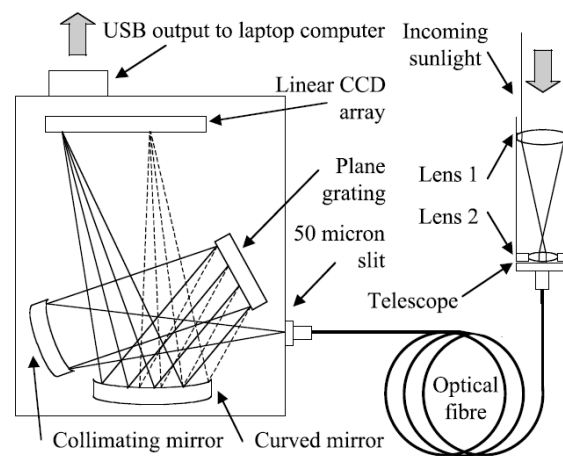 USB output to laptop computer
Linear CCD
array
Plane
grating
50 micron
slit
Collimating mirror
Curved mirror
Incoming
sunlight
Lens 1
Lens 2
Telescope
Optical
fibre